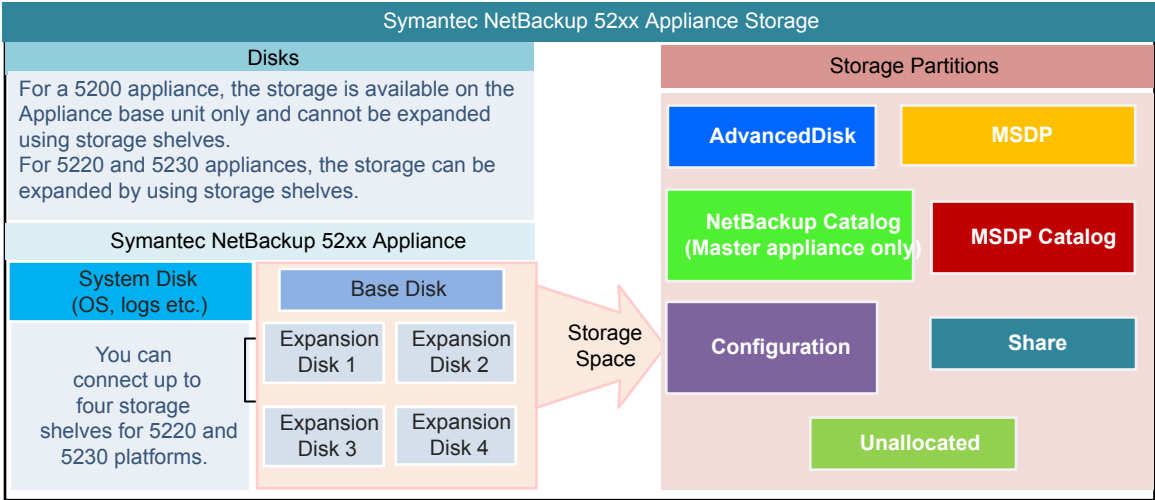 Symantec NetBackup 52xx Appliance Storage
Disks
For a 5200 appliance, the storage is available on the
Appliance base unit only and cannot be expanded
using storage shelves.
For 5220 and 5230 appliances, the storage can be
expanded by using storage shelves.
Symantec NetBackup 52xx Appliance
System Disk
(OS, logs etc.)
You can
connect up to
four storage
shelves for 5220 and
5230 platforms.
Base Disk
Expansion
Disk 1
Expansion
Disk 2
Expansion
Disk 3
Expansion
Disk 4
Storage
Space
Storage Partitions
AdvancedDisk
MSDP
NetBackup Catalog
(Master appliance only)
MSDP Catalog
Configuration
Share
Unallocated